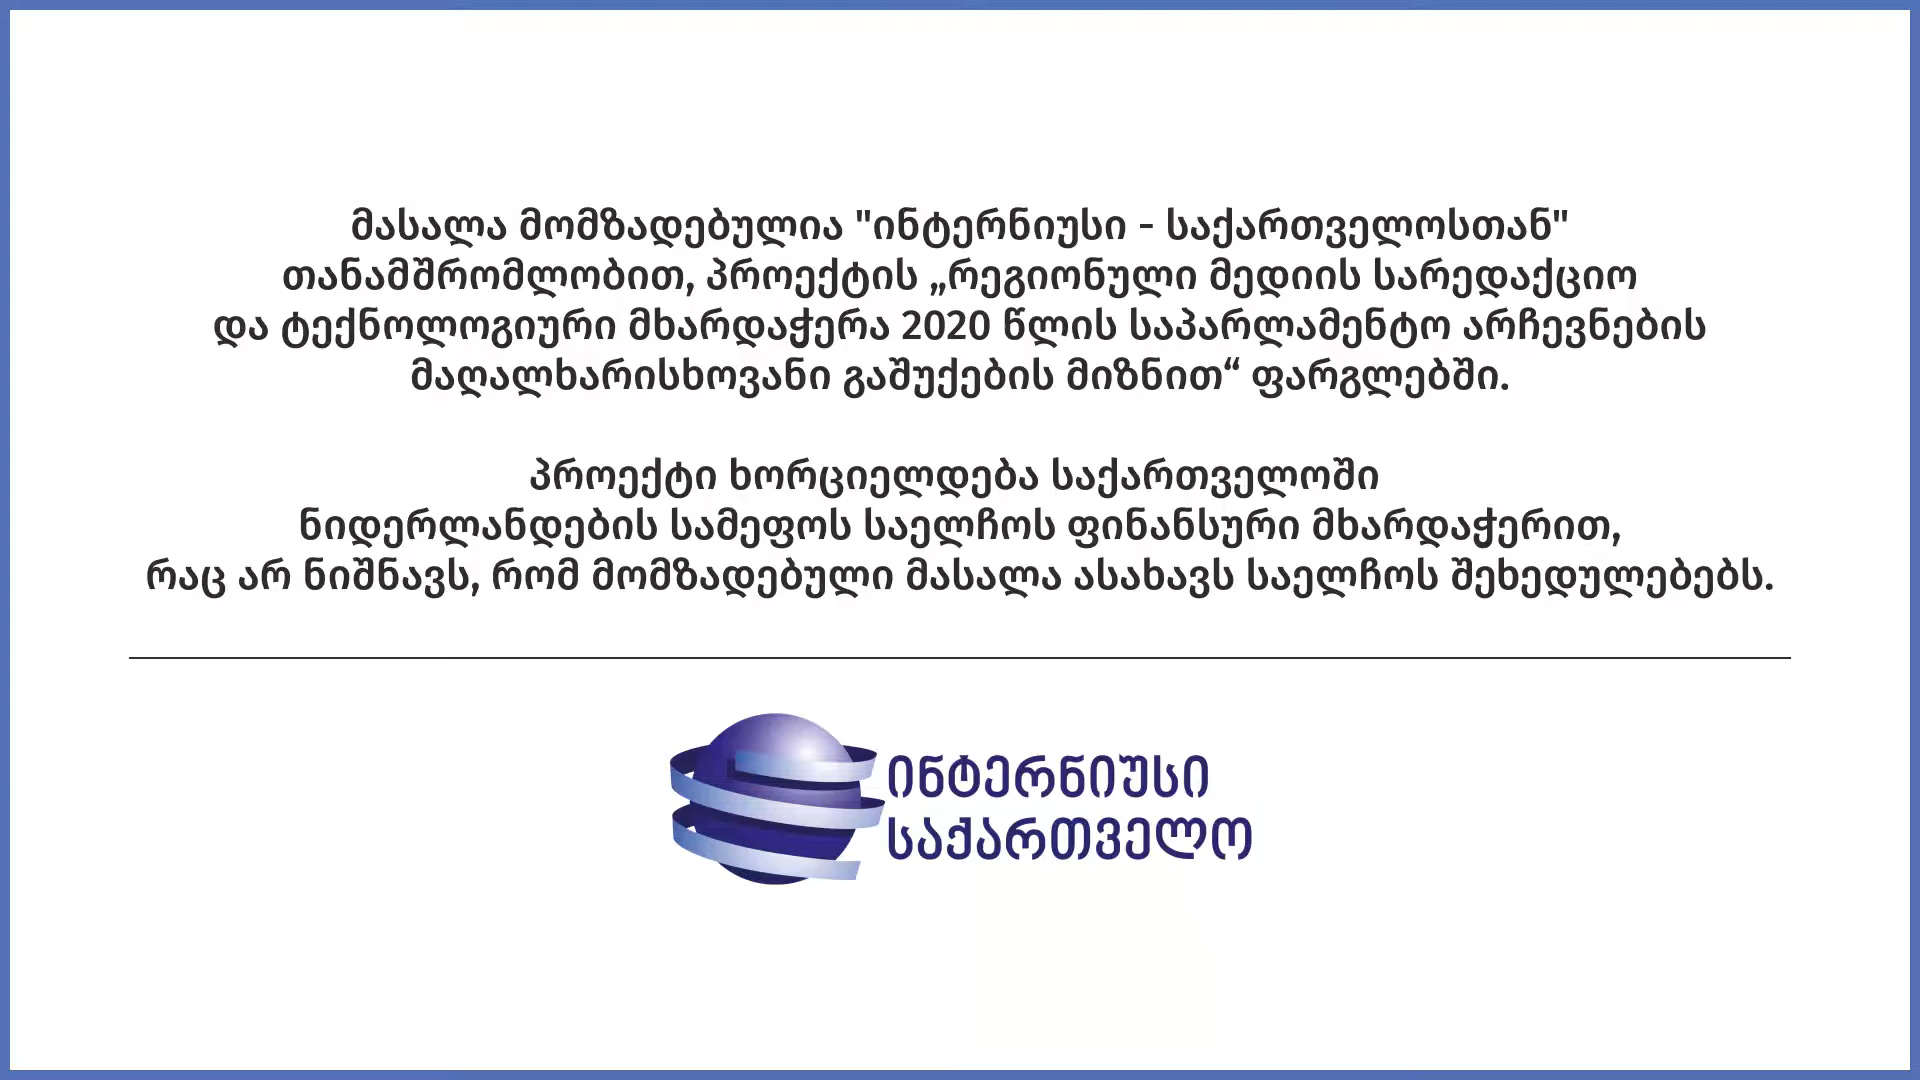 მასალა მომზადებულია "ინტერნიუსი - საქართველოსთან"
თანამშრომლობით, პროექტის „რეგიონული მედიის სარედაქციო
და ტექნოლოგიური მხარდაჭერა 2020 წლის საპარლამენტო არჩევნების
მაღალხარისხოვანი გაშუქების მიზნით“ ფარგლებში.
პროექტი ხორციელდება საქართველოში
ნიდერლანდების სამეფოს საელჩოს ფინანსური მხარდაჭერით,
რაც არ ნიშნავს, რომ მომზადებული მასალა ასახავს საელჩოს შეხედულებებს.
ინტერნიუსი
საქართველო